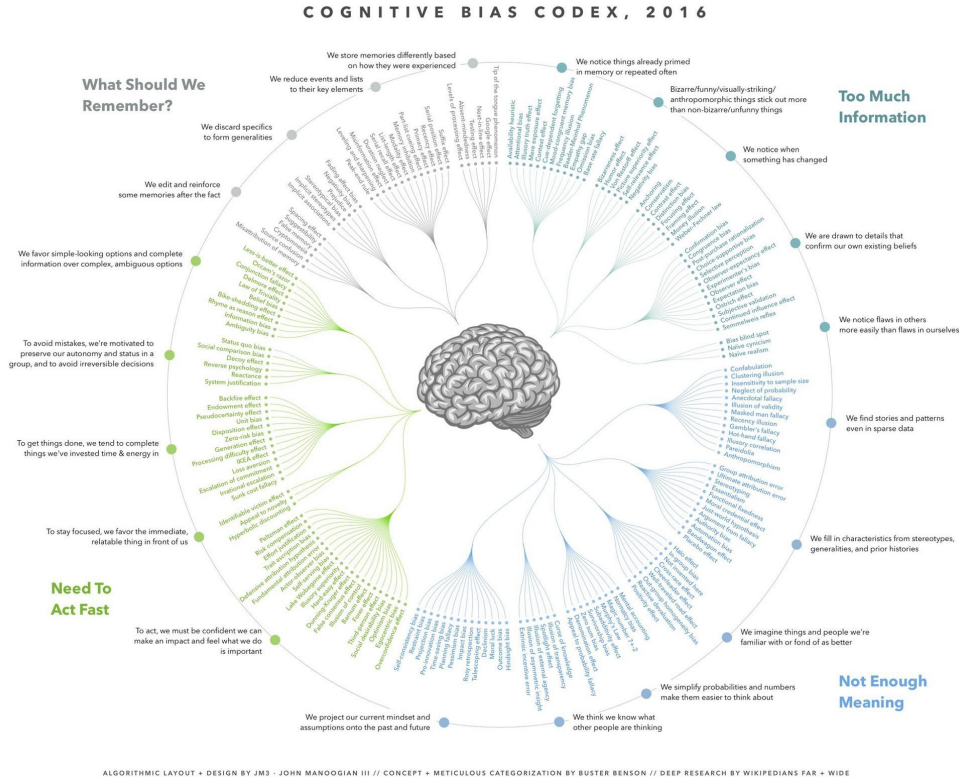 COGNITIVE BIAS CODEX, 2016
What Should We
Remember?
We store memories differently based
on how they were experienced
We reduce events and lists
to their key elements
We discard specifics
to form generalities
We edit and reinforce
some memories after the fact
Too Much
Information
We notice things already primed
in memory or repeated often
Bizarre/funny/visually-striking/
anthropomorphic things stick out more
than non-bizarre/unfunny things
We notice when
something has changed
We are drawn to details that
confirm our own existing beliefs
We notice flaws in others
more easily than flaws in ourselves
Not Enough
Meaning
We find stories and patterns
even in sparse data
We fill in characteristics from stereotypes,
generalities, and prior histories
We imagine things and people we're
familiar with or fond of as better
We simplify probabilities and numbers
make them easier to think about
We think we know what
other people are thinking
We project our current mindset and
assumptions onto the past and future
Need To
Act Fast
We favor simple-looking options and complete
information over complex, ambiguous options
To avoid mistakes, we're motivated to
preserve our autonomy and status in a
group, and to avoid irreversible decisions
To get things done, we tend to complete
things we've invested time & energy in
To stay focused, we favor the immediate,
relatable thing in front of us
To act, we must be confident we can
make an impact and feel what we do
is important
Tip of the tongue phenomenon
Google effect
Next-in-line effect
Testing effect
Absent-mindedness
Levels of processing effect
Suffix effect
Serial position effect
Part-list cuing effect
Recency effect
Primacy effect
Memory inhibition
Modality effect
Duration neglect
List-length effect
Serial recall effect
Misinformation effect
Leveling and sharpening
Peak-end rule
Fading affect bias
Negativity bias
Prejudice
Stereotypical bias
Implicit stereotypes
Implicit associations
Spacing effect
Suggestibility
False memory
Cryptomnesia
Source confusion
Misattribution of memory
Availability heuristic
Attentional bias
Illusory truth effect
Mere exposure effect
Context effect
Cue-dependent forgetting
Mood-congruent memory bias
Frequency illusion
Baader-Meinhof Phenomenon
Empathy gap
Omission bias
Base rate fallacy
Bizarreness effect
Humor effect
Von Restorff effect
Picture superiority effect
Self-relevance effect
Negativity bias
Anchoring
Conservatism
Contrast effect
Distinction bias
Focusing effect
Framing effect
Money illusion
Weber-Fechner law
Confirmation bias
Congruence bias
Post-purchase rationalization
Choice-supportive bias
Selective perception
Observer-expectancy effect
Experimenter's bias
Observer effect
Expectation bias
Ostrich effect
Subjective validation
Continued influence effect
Semmelweis reflex
Bias blind spot
Naïve cynicism
Naïve realism
Confabulation
Clustering illusion
Insensitivity to sample size
Neglect of probability
Anecdotal fallacy
Illusion of validity
Masked man fallacy
Recency illusion
Gambler's fallacy
Hot-hand fallacy
Illusory correlation
Pareidolia
Anthropomorphism
Group attribution error
Ultimate attribution error
Stereotyping
Essentialism
Functional fixedness
Moral credential effect
Just-world hypothesis
Argument from fallacy
Authority bias
Automation bias
Bandwagon effect
Placebo effect
Halo effect
In-group bias
Not invented here
Cross-race effect
Cheerleader effect
Well-traveled road effect
Out-group homogeneity bias
Reactive devaluation
Positivity effect
Mental accounting
Normalcy bias
Murphy's Law
Subadditivity effect
Survivorship bias
Zero sum bias
Denomination effect
Magic number 7+-2
Appeal to probability fallacy
Curse of knowledge
Illusion of transparency
Spotlight effect
Illusion of external agency
Illusion of asymmetric insight
Extrinsic incentive error
Hindsight bias
Outcome bias
Moral luck
Declinism
Telescoping effect
Rosy retrospection
Impact bias
Pessimism bias
Planning fallacy
Time-saving bias
Pro-innovation bias
Projection bias
Restraint bias
Self-consistency bias
Less-is-better effect
Occam's razor
Conjunction fallacy
Delmore effect
Law of Triviality
Bike-shedding effect
Belief bias
Rhyme as reason effect
Information bias
Ambiguity bias
Status quo bias
Social comparison bias
Decoy effect
Reverse psychology
Reactance
System justification
Backfire effect
Endowment effect
Pseudocertainty effect
Unit bias
Disposition effect
Zero-risk bias
Generation effect
Processing difficulty effect
IKEA effect
Loss aversion
Escalation of commitment
Irrational escalation
Sunk cost fallacy
Identifiable victim effect
Appeal to novelty
Hyperbolic discounting
Peltzman effect
Risk compensation
Effort justification
Trait ascription bias
Defensive attribution hypothesis
Fundamental attribution error
Actor-observer bias
Self-serving bias
Lake Wobegone effect
Illusory superiority
Hard-easy effect
Dunning-Kruger effect
False consensus effect
Illusion of control
Barnum effect
Forer effect
Third-person effect
Social desirability bias
Optimism bias
Egocentric bias
Overconfidence effect
ALGORITHMIC LAYOUT + DESIGN BY JM3 · JOHN MANOOGIAN III // CONCEPT + METICULOUS CATEGORIZATION BY BUSTER BENSON // DEEP RESEARCH BY WIKIPEDIANS FAR + WIDE